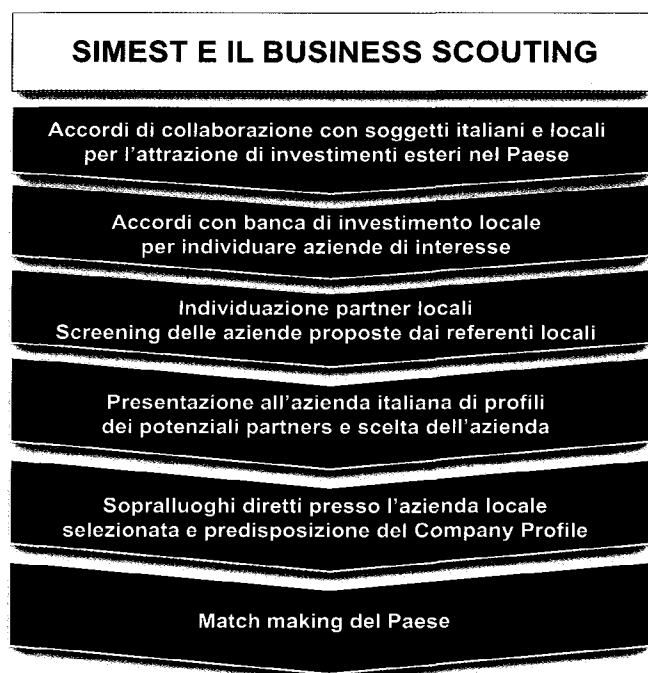 SIMEST E IL BUSINESS SCOUTING
Accordi di collaborazione con soggetti italiani e locali
per l'attrazione di investimenti esteri nel Paese
Accordi con banca di investimento locale
per individuare aziende di interesse
Individuazione partner locali
Screening delle aziende proposte dai referenti locali
Presentazione all'azienda italiana di profili
dei potenziali partners e scelta dell'azienda
Sopralluoghi diretti presso l'azienda locale
selezionata e predisposizione del Company Profile
Match making del Paese